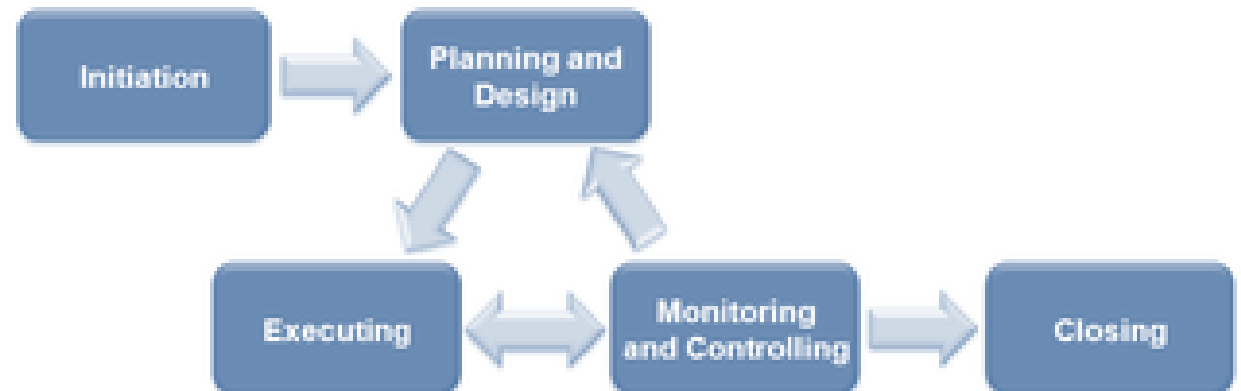 Initiation
Planning and
Design
Executing
Monitoring
and Controlling
Closing